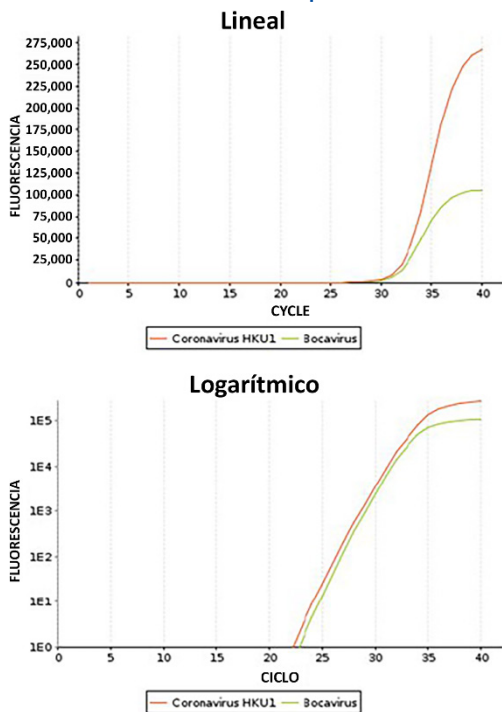 Lineal
275,000
250,000
225,000
200,000
175,000
150,000
125,000
100,000
75,000
50,000
25,000
0
FLUORESCENCIA
0 5 10 15 20 25 30 35 40
CYCLE
Coronavirus HKU1 Bocavirus
Logarítmico
1E5
1E4
1E3
1E2
1E1
1E0
FLUORESCENCIA
0 5 10 15 20 25 30 35 40
CICLO
Coronavirus HKU1 Bocavirus